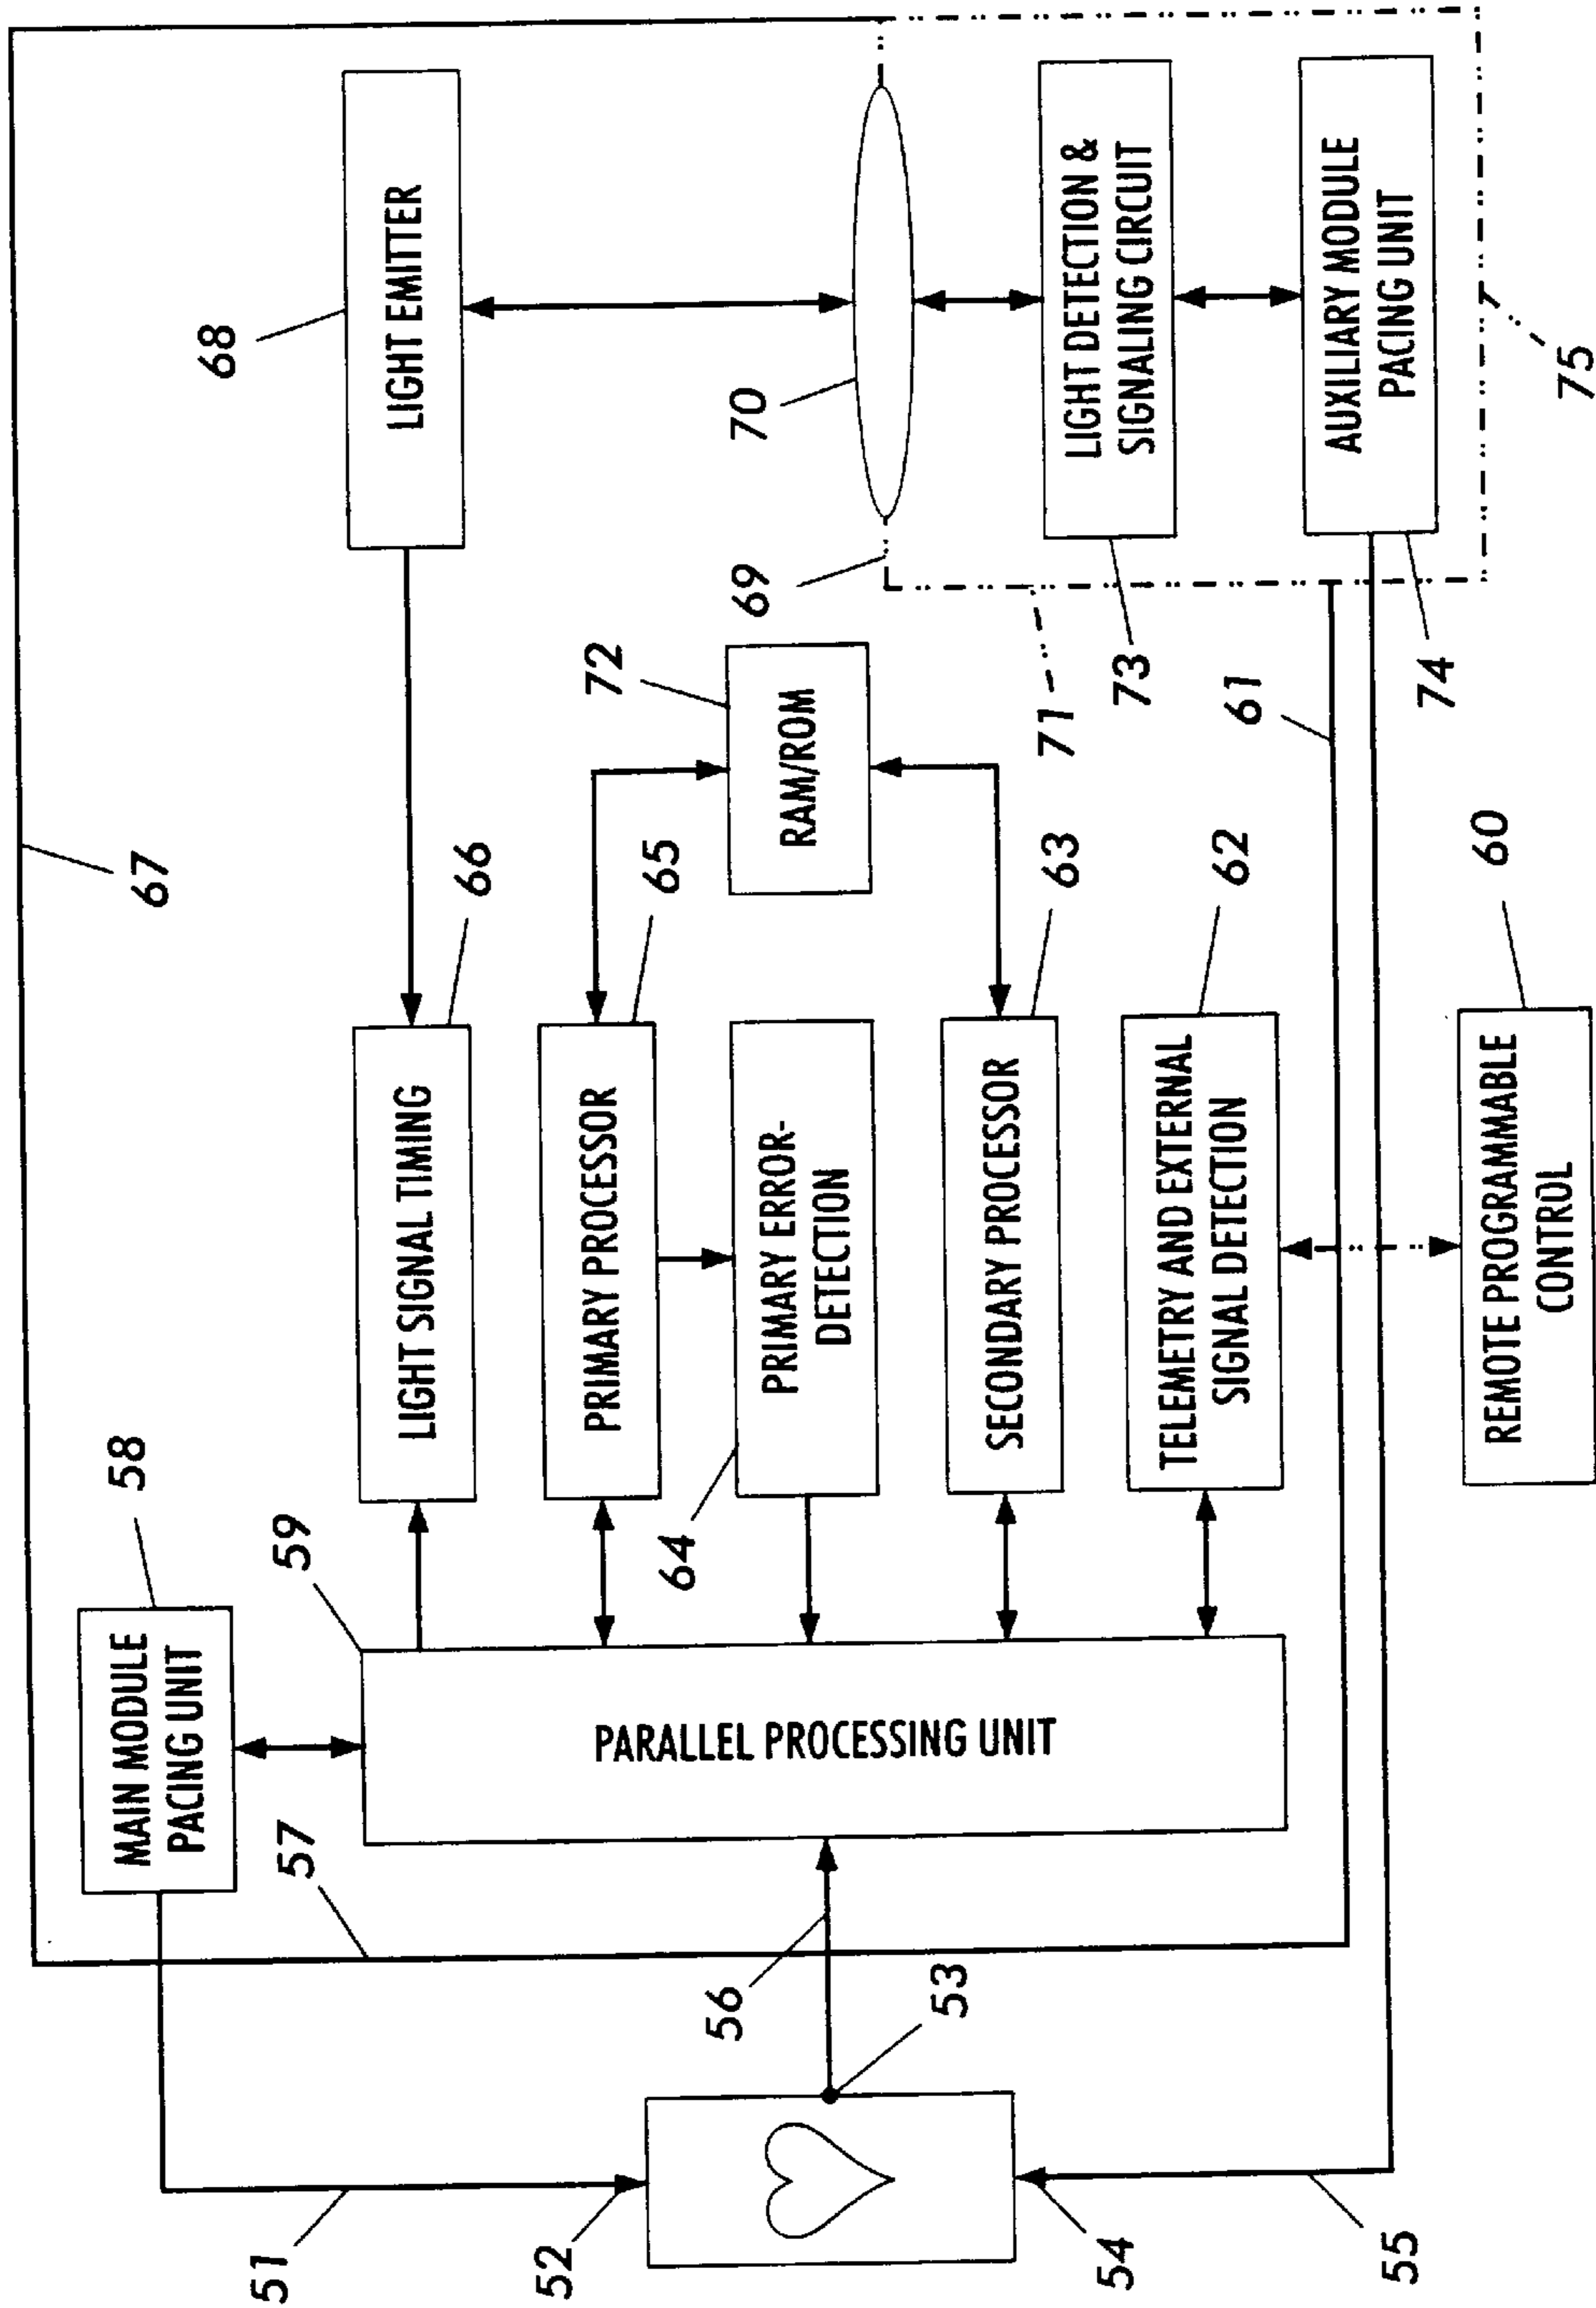 67
58
MAIN MODULE
PACING UNIT
57
59
66
LIGHT SIGNAL TIMING
68
LIGHT EMITTER
51
52
56
53
54
55
PARALLEL PROCESSING UNIT
65
PRIMARY PROCESSOR
72
RAM/ROM
69
70
64
PRIMARY ERROR-
DETECTION
63
SECONDARY PROCESSOR
71
73
LIGHT DETECTION &
SIGNALING CIRCUIT
62
TELEMETRY AND EXTERNAL
SIGNAL DETECTION
61
74
AUXILIARY MODULE
PACING UNIT
75
60
REMOTE PROGRAMMABLE
CONTROL